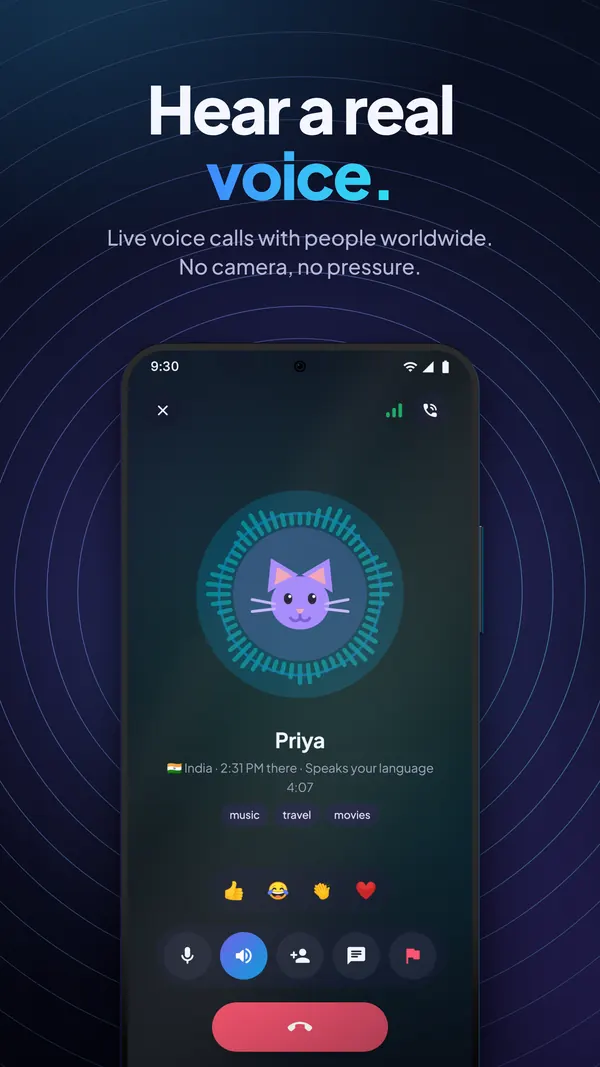 Hear a real
voice.
Live voice calls with people worldwide.
No camera, no pressure.
9:30
Priya
🇮🇳 India · 2:31 PM there · Speaks your language
4:07
music travel movies